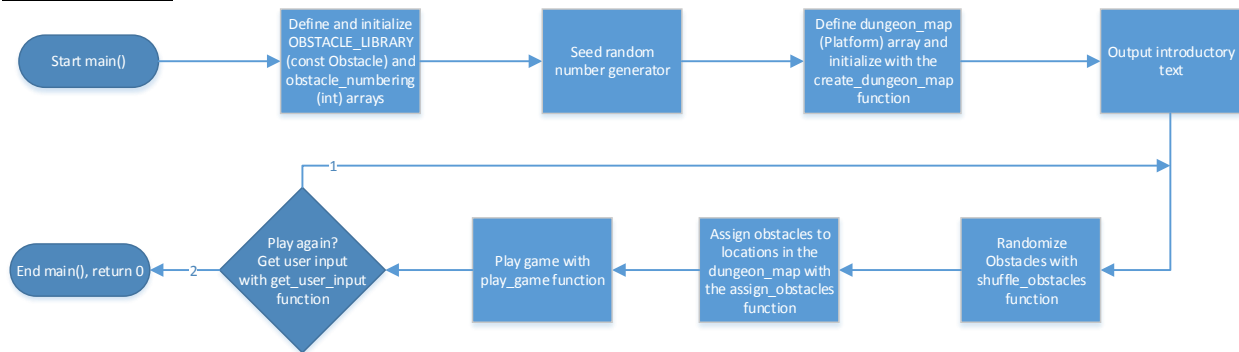 Start main()
Define and initialize
OBSTACLE_LIBRARY
(const Obstacle) and
obstacle_numbering
(int) arrays
Seed random
number generator
Define dungeon_map
(Platform) array and
initialize with the
create_dungeon_map
function
Output introductory
text
1
Randomize
Obstacles with
shuffle_obstacles
function
Assign obstacles to
locations in the
dungeon_map with
the assign_obstacles
function
Play game with
play_game function
Play again?
Get user input
with get_user_input
function
2
End main(), return 0